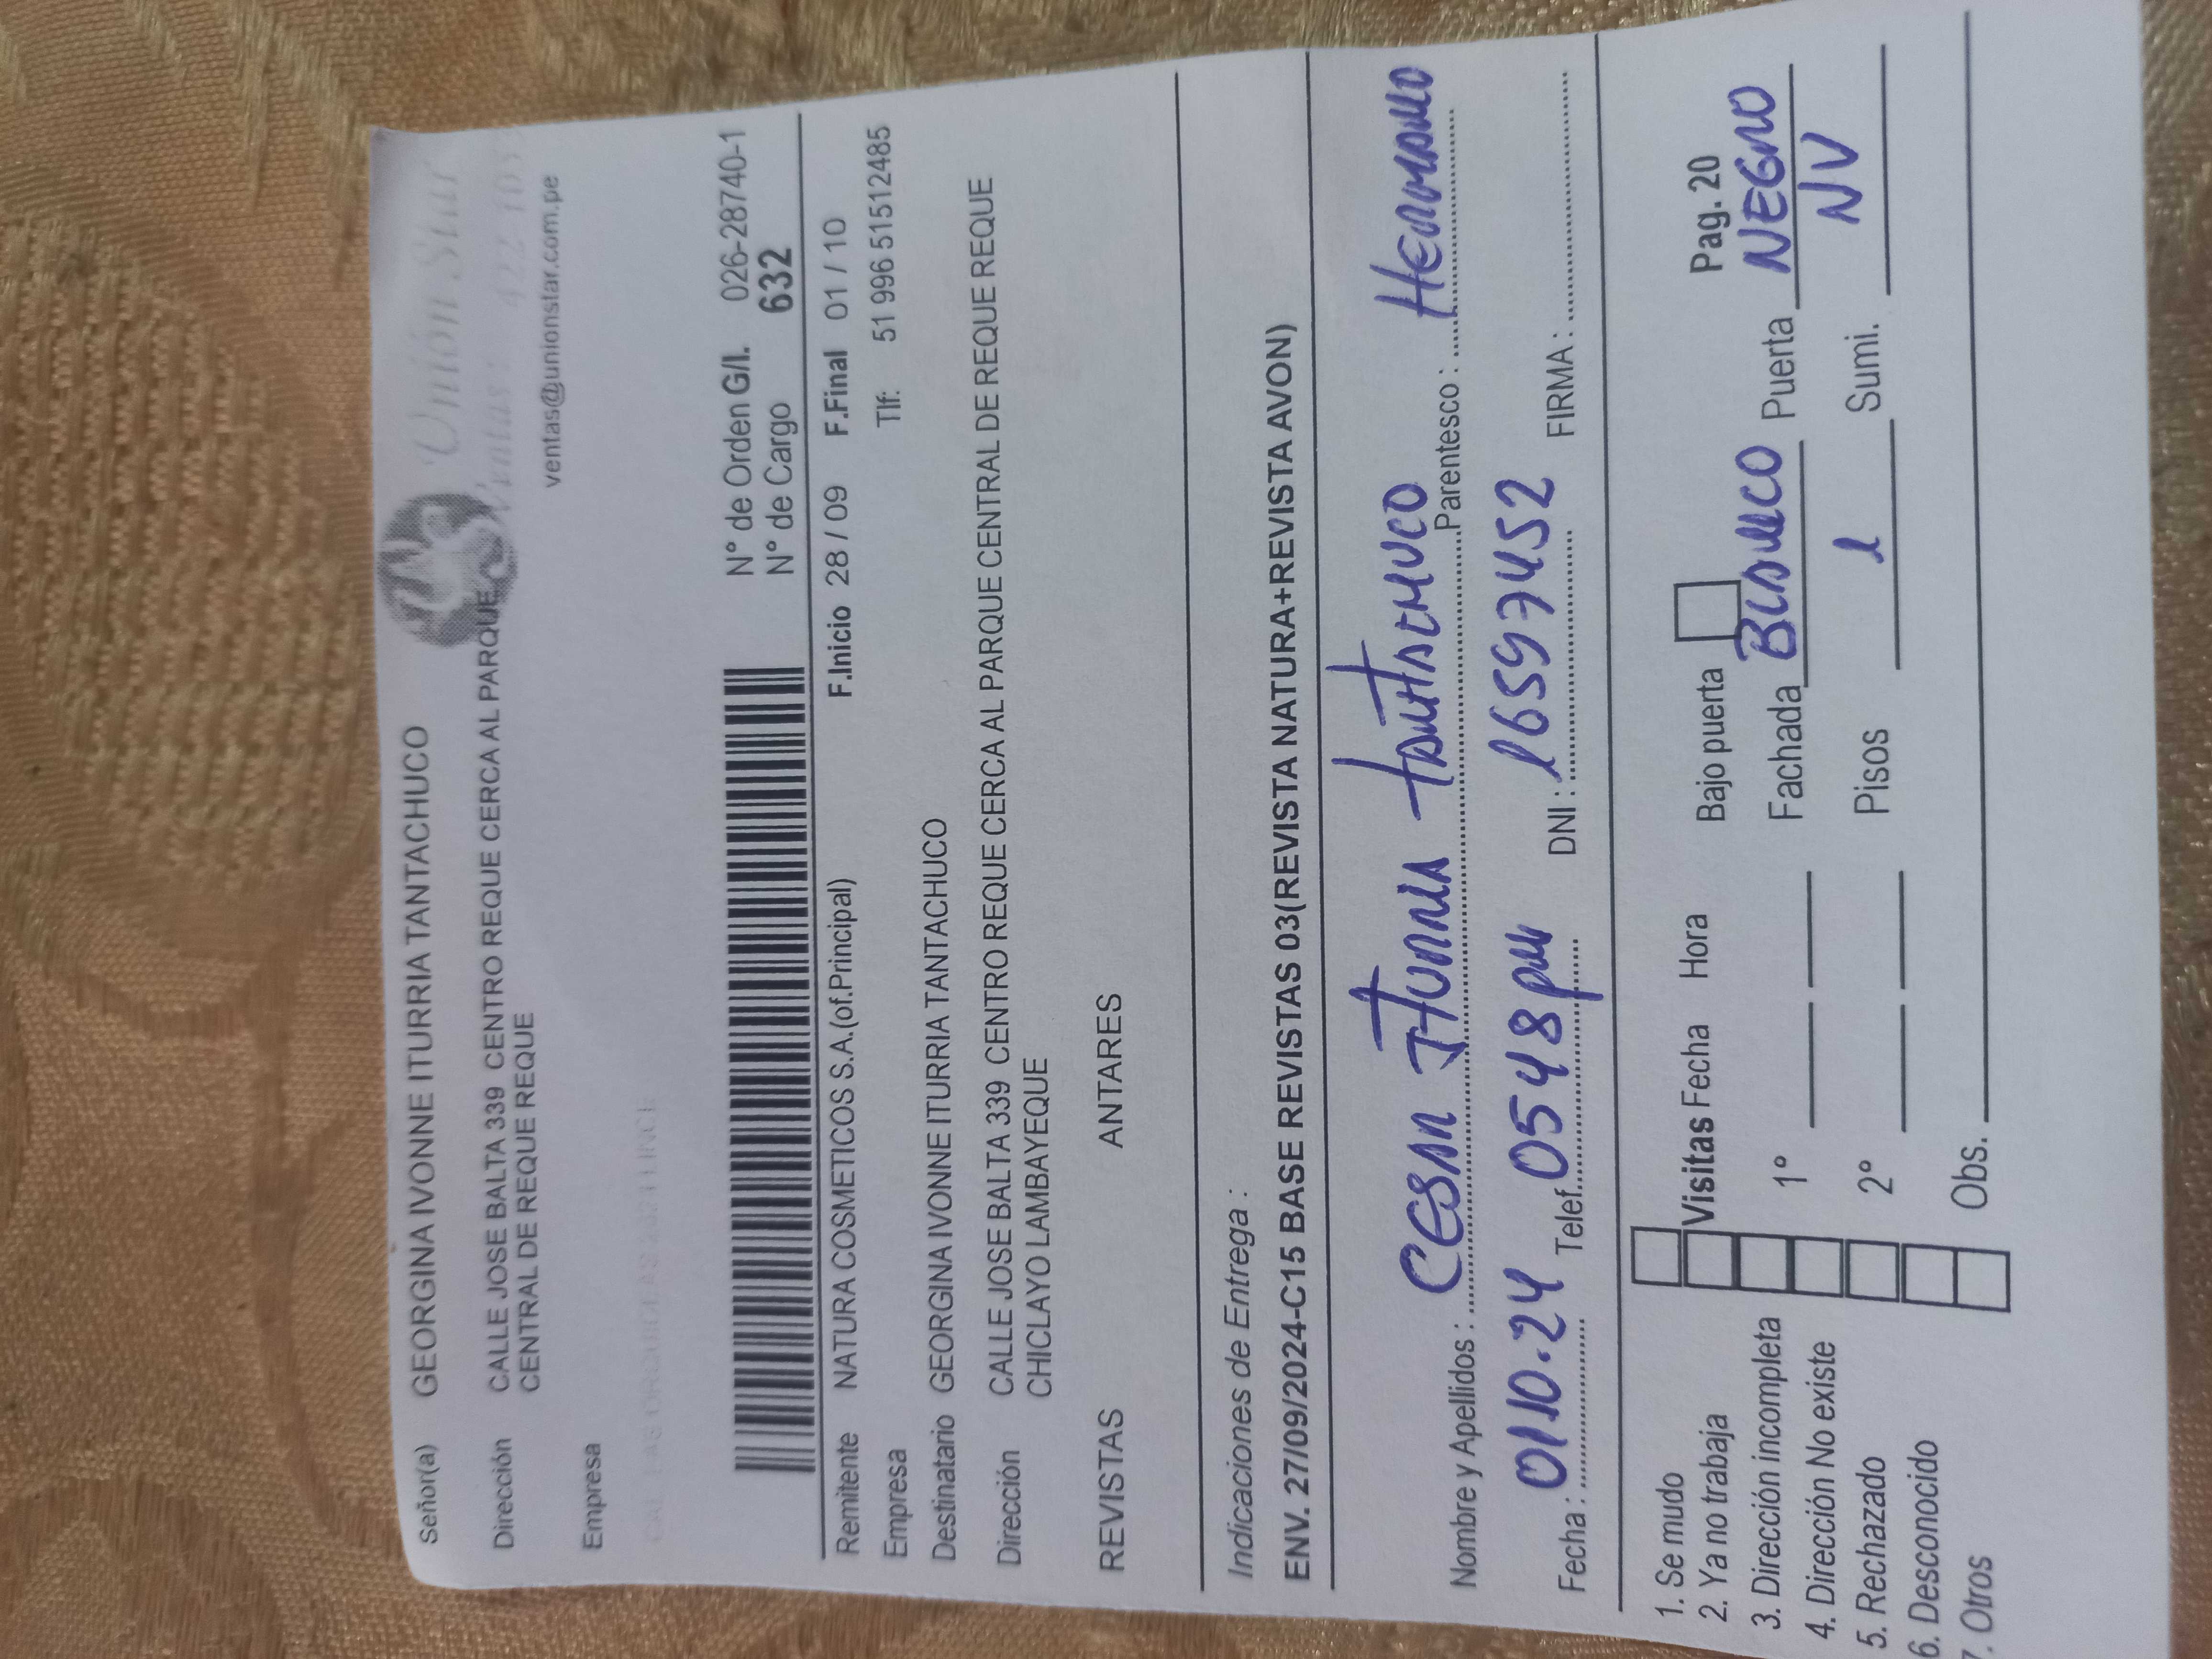 Unión Star
Ventas :
ventas@unionstar.com.pe
Señor(a) GEORGINA IVONNE ITURRIA TANTACHUCO
Dirección CALLE JOSE BALTA 339 CENTRO REQUE CERCA AL PARQUE
CENTRAL DE REQUE REQUE
Empresa
N° de Orden G/I. 026-28740-1
N° de Cargo 632
Remitente NATURA COSMETICOS S.A.(of.Principal) F.Inicio 28 / 09 F.Final 01 / 10
Empresa Tlf: 51 996 515124 85
Destinatario GEORGINA IVONNE ITURRIA TANTACHUCO
Dirección CALLE JOSE BALTA 339 CENTRO REQUE CERCA AL PARQUE CENTRAL DE REQUE REQUE
CHICLAYO LAMBAYEQUE
REVISTAS ANTARES
Indicaciones de Entrega :
ENV. 27/09/2024-C15 BASE REVISTAS 03(REVISTA NATURA+REVISTA AVON)
Nombre y Apellidos : Cesar Iturria Tantachuco Parentesco : Hermano
Fecha : 01.10.24 Telef. 0548pm DNI : 16597452 FIRMA :
1. Se mudo Visitas Fecha Hora Bajo puerta Pag. 20
2. Ya no trabaja
3. Dirección incompleta 1° Fachada Blanco Puerta Negro
4. Dirección No existe
5. Rechazado 2° Pisos 1 Sumi. NV
6. Desconocido
7. Otros Obs.